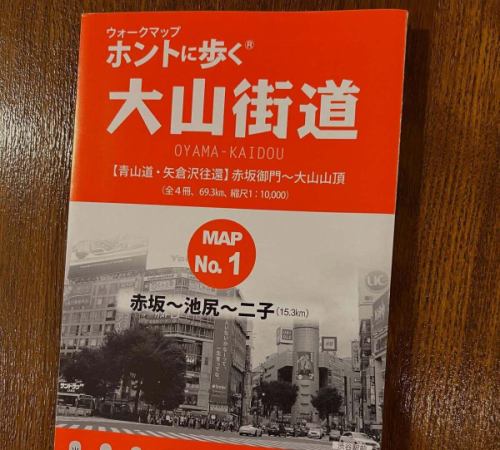 ウォークマップ
ホントに歩く®
大山街道
OYAMA-KAIDOU
【青山道・矢倉沢往還】赤坂御門～大山山頂
(全4冊、69.3km、縮尺1:10,000)
MAP
No.1
赤坂～池尻～二子(15.3km)